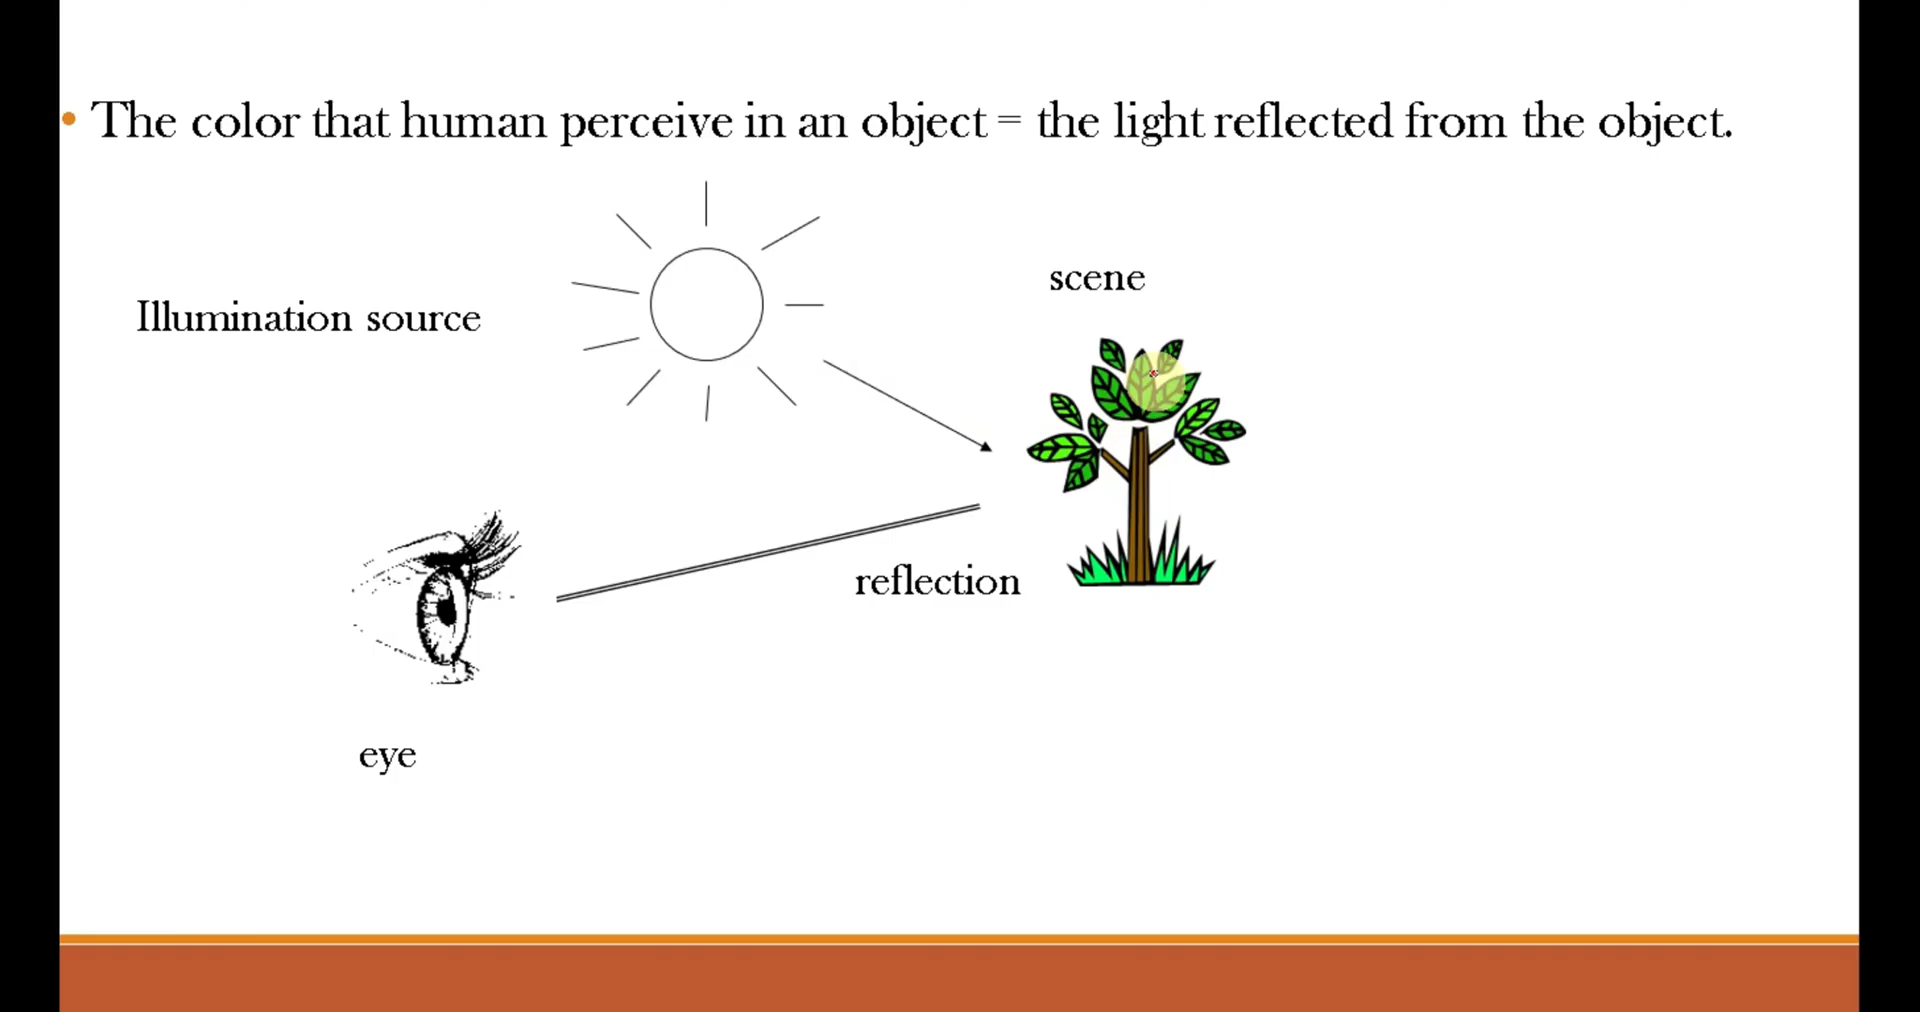 • The color that human perceive in an object = the light reflected from the object.
scene
Illumination source
reflection
eye